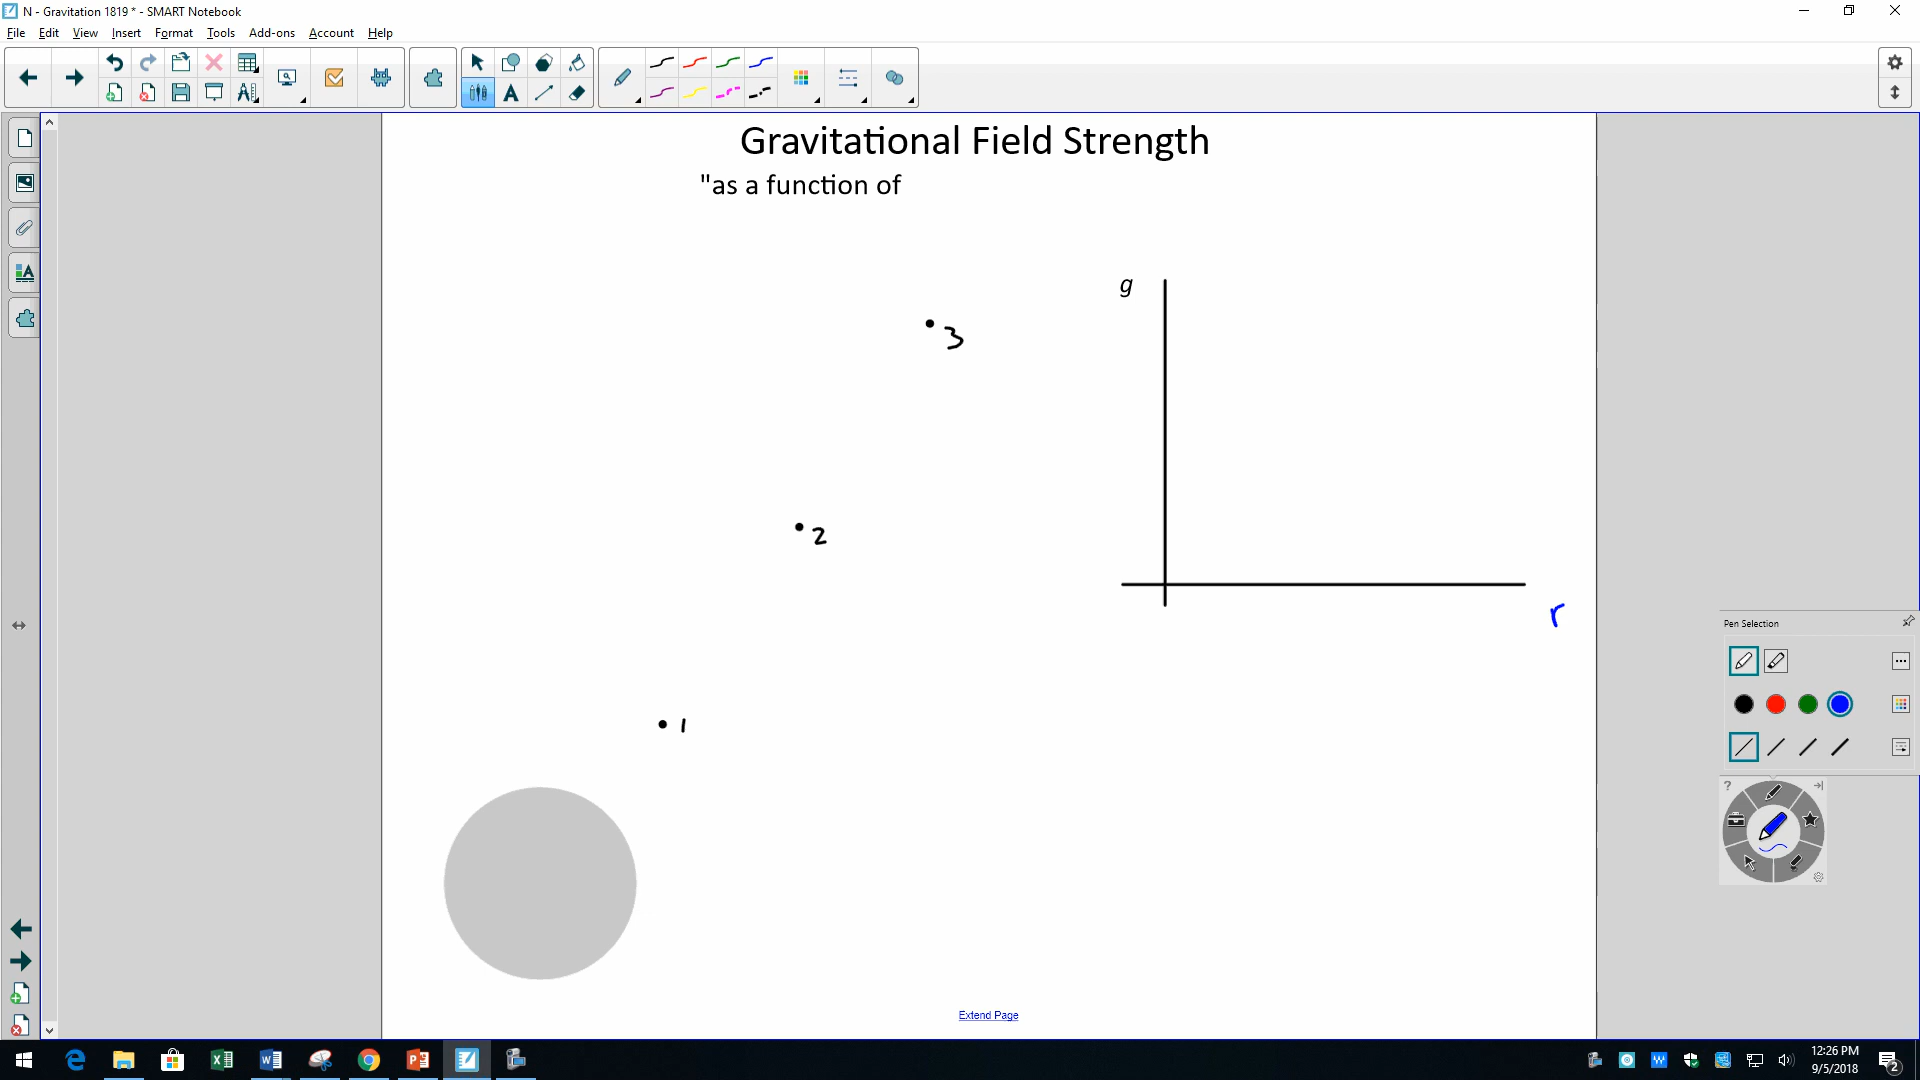 N - Gravitation 1819 * - SMART Notebook
File Edit View Insert Format Tools Add-ons Account Help
Gravitational Field Strength
"as a function of
g
3
2
r
1
Pen Selection
?
Extend Page
12:26 PM
9/5/2018
2